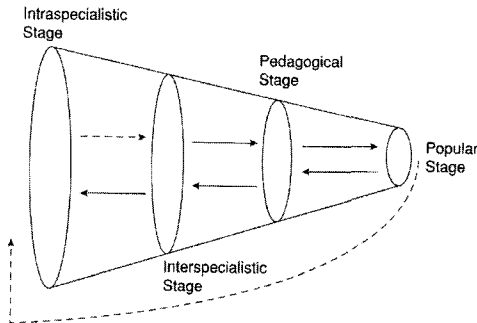 Intraspecialistic
Stage
Pedagogical
Stage
Popular
Stage
Interspecialistic
Stage